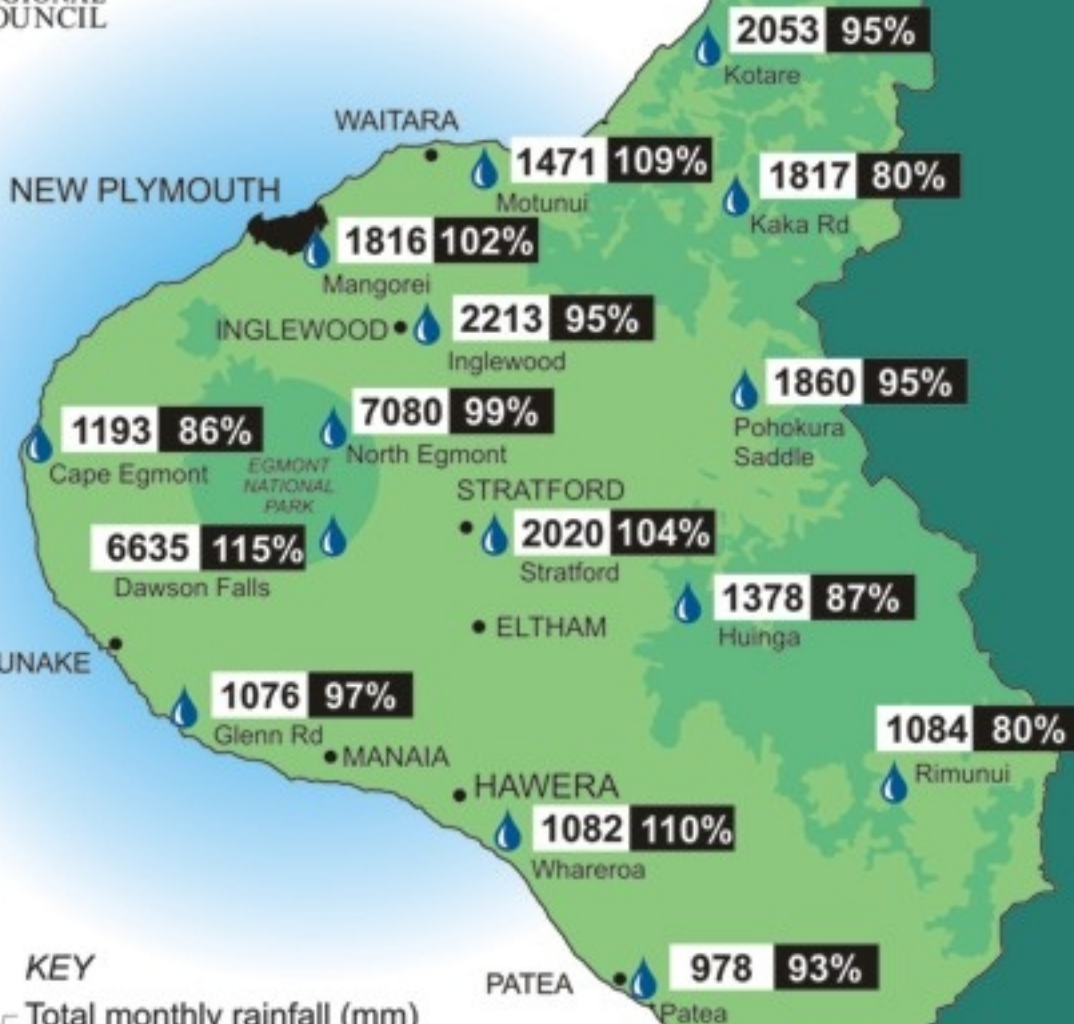 OUNCIL
2053 95%
Kotare
WAITARA
1471 109%
Motunui
1817 80%
Kaka Rd
NEW PLYMOUTH
1816 102%
Mangorei
INGLEWOOD
2213 95%
Inglewood
1860 95%
Pohokura
Saddle
7080 99%
North Egmont
1193 86%
Cape Egmont
EGMONT
NATIONAL
PARK
STRATFORD
2020 104%
Stratford
6635 115%
Dawson Falls
1378 87%
Huinga
ELTHAM
UNAKE
1076 97%
Glenn Rd
MANAIA
1084 80%
Rimunui
HAWERA
1082 110%
Whareroa
978 93%
PATEA
Patea
KEY
Total monthly rainfall (mm)